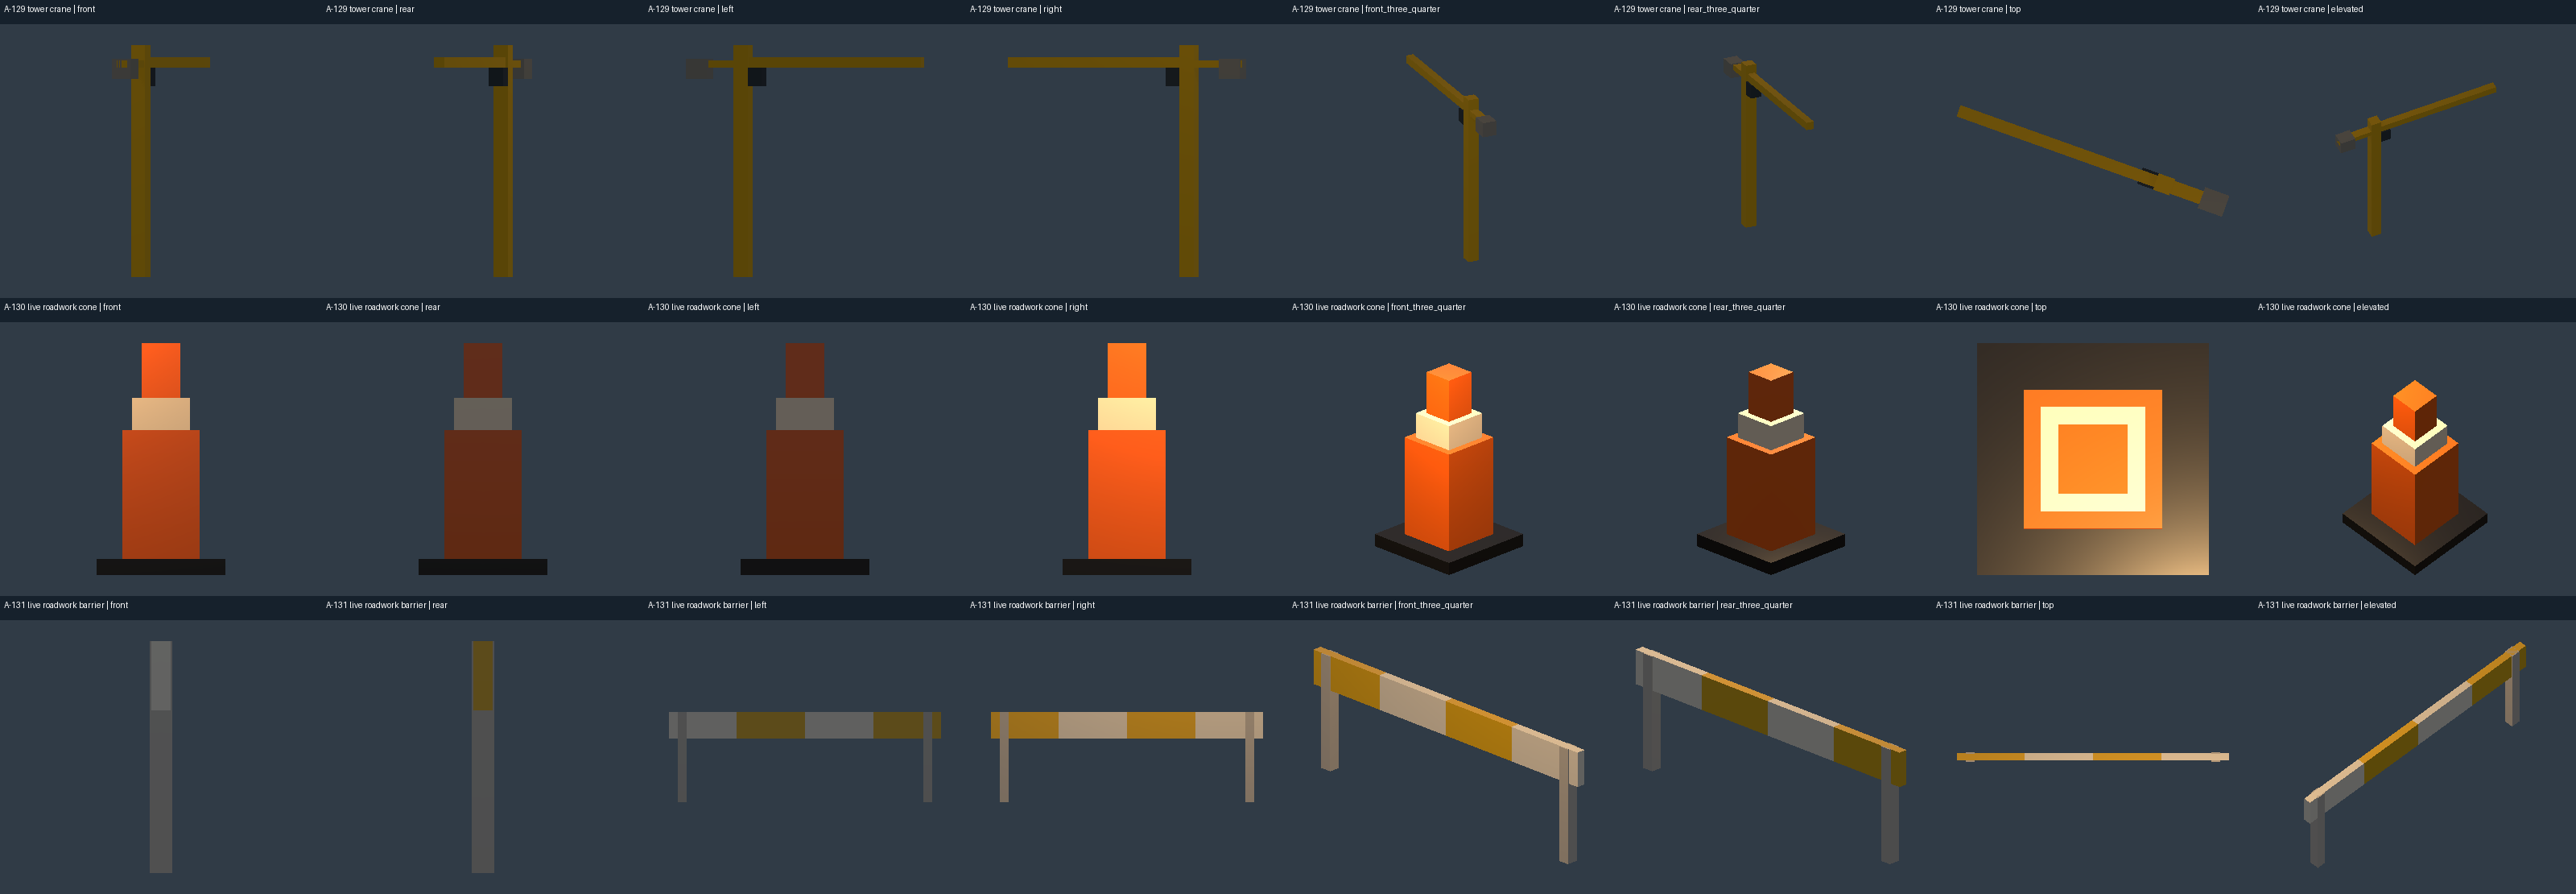 A-129 tower crane | front
A-129 tower crane | rear
A-129 tower crane | left
A-129 tower crane | right
A-129 tower crane | front_three_quarter
A-129 tower crane | rear_three_quarter
A-129 tower crane | top
A-129 tower crane | elevated
A-130 live roadwork cone | front
A-130 live roadwork cone | rear
A-130 live roadwork cone | left
A-130 live roadwork cone | right
A-130 live roadwork cone | front_three_quarter
A-130 live roadwork cone | rear_three_quarter
A-130 live roadwork cone | top
A-130 live roadwork cone | elevated
A-131 live roadwork barrier | front
A-131 live roadwork barrier | rear
A-131 live roadwork barrier | left
A-131 live roadwork barrier | right
A-131 live roadwork barrier | front_three_quarter
A-131 live roadwork barrier | rear_three_quarter
A-131 live roadwork barrier | top
A-131 live roadwork barrier | elevated